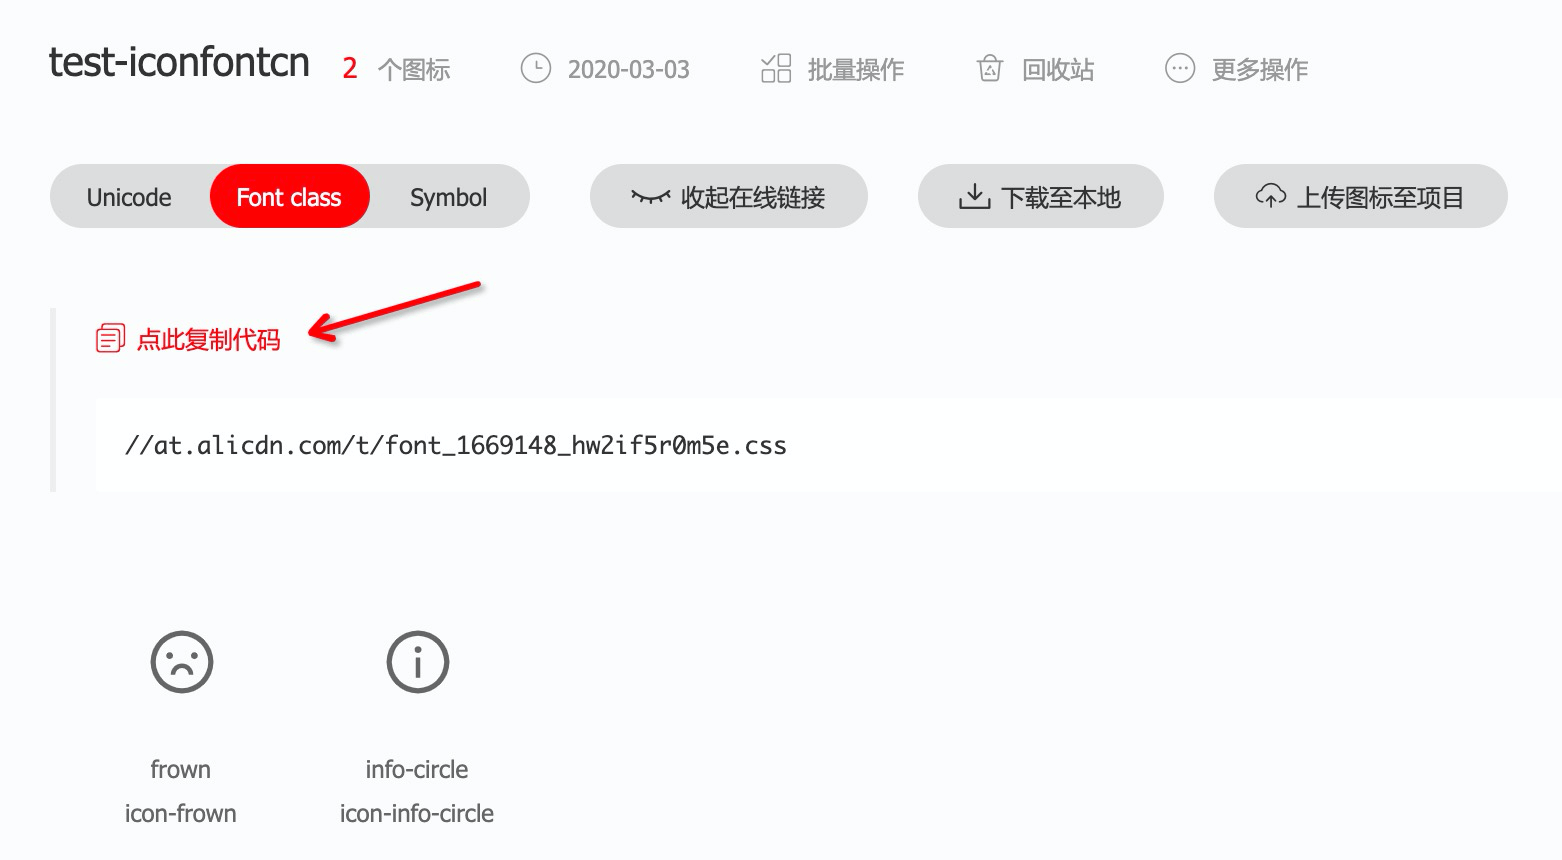 test-iconfontcn 2 个图标 2020-03-03 批量操作 回收站 更多操作
Unicode Font class Symbol 收起在线链接 下载至本地 上传图标至项目
点此复制代码
//at.alicdn.com/t/font_1669148_hw2if5r0m5e.css
frown info-circle
icon-frown icon-info-circle